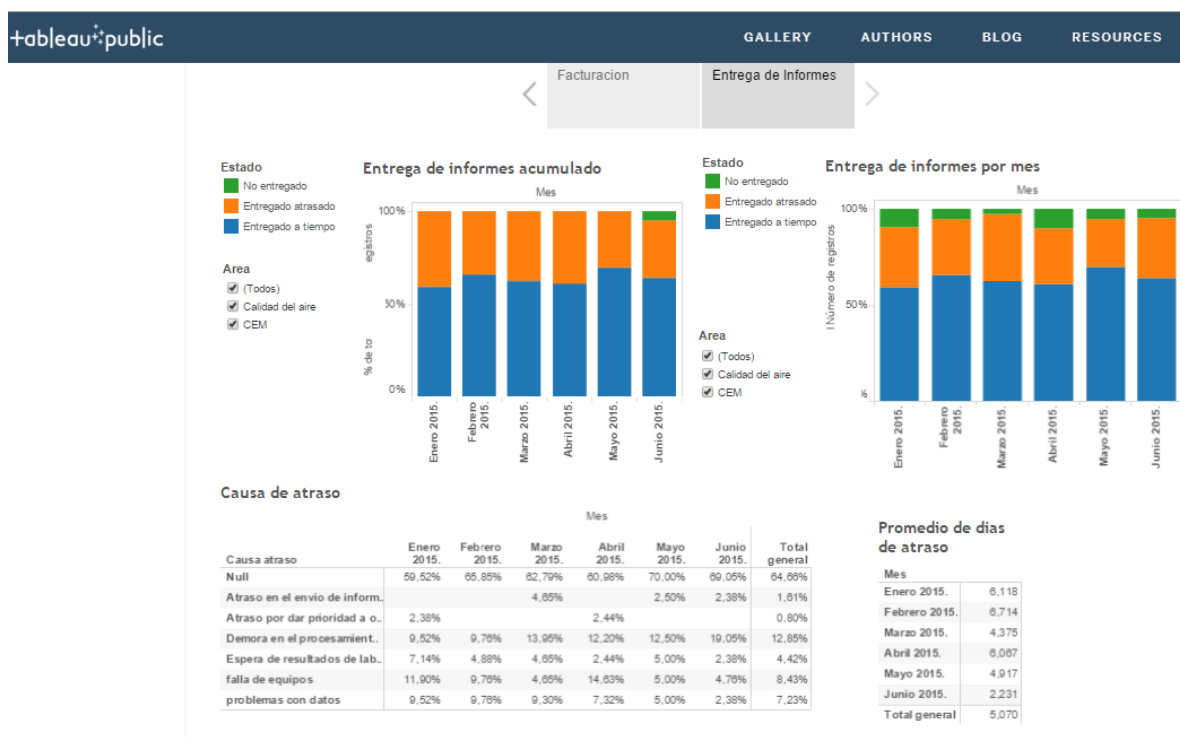 +ableau public
GALLERY AUTHORS BLOG RESOURCES
Facturacion
Entrega de Informes
Estado
No entregado
Entregado atrasado
Entregado a tiempo
Area
(Todos)
Calidad del aire
CEM
Entrega de informes acumulado
Mes
100%
50%
0%
egistros
% de to
Enero 2015.
Febrero
2015.
Marzo 2015.
Abril 2015.
Mayo 2015.
Junio 2015.
Estado
No entregado
Entregado atrasado
Entregado a tiempo
Area
(Todos)
Calidad del aire
CEM
Entrega de informes por mes
Mes
100%
50%
%
l Número de registros
Enero 2015.
Febrero
2015.
Marzo 2015.
Abril 2015.
Mayo 2015.
Junio 2015.
Causa de atraso
Mes
Causa atraso Enero 2015. Febrero 2015. Marzo 2015. Abril 2015. Mayo 2015. Junio 2015. Total general
Null 59,52% 65,85% 62,79% 60,98% 70,00% 69,05% 64,66%
Atraso en el envio de inform.. 4,65% 2,50% 2,38% 1,61%
Atraso por dar prioridad a o.. 2,38% 2,44% 0,80%
Demora en el procesamient.. 9,52% 9,76% 13,95% 12,20% 12,50% 19,05% 12,85%
Espera de resultados de lab.. 7,14% 4,88% 4,65% 2,44% 5,00% 2,38% 4,42%
falla de equipos 11,90% 9,76% 4,65% 14,63% 5,00% 4,76% 8,43%
problemas con datos 9,52% 9,76% 9,30% 7,32% 5,00% 2,38% 7,23%
Promedio de dias
de atraso
Mes
Enero 2015. 6,118
Febrero 2015. 6,714
Marzo 2015. 4,375
Abril 2015. 6,067
Mayo 2015. 4,917
Junio 2015. 2,231
Total general 5,070